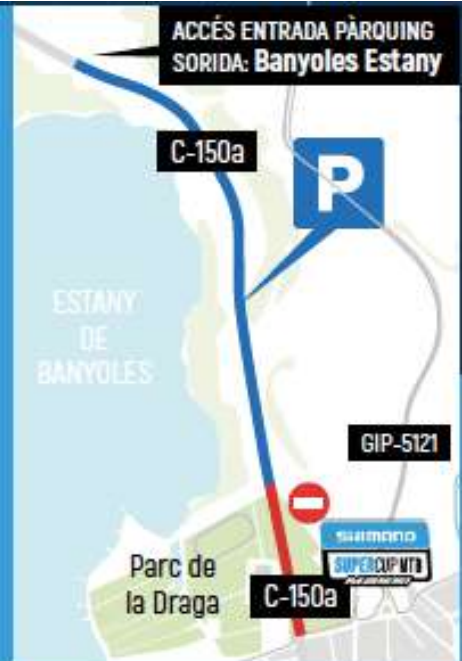 ACCÉS ENTRADA PÀRQUING
SORIDA: Banyoles Estany
C-150a
P
ESTANY
DE
BANYOLES
GIP-5121
SHIMANO
SUPERCUP MTB
Parc de
la Draga
C-150a